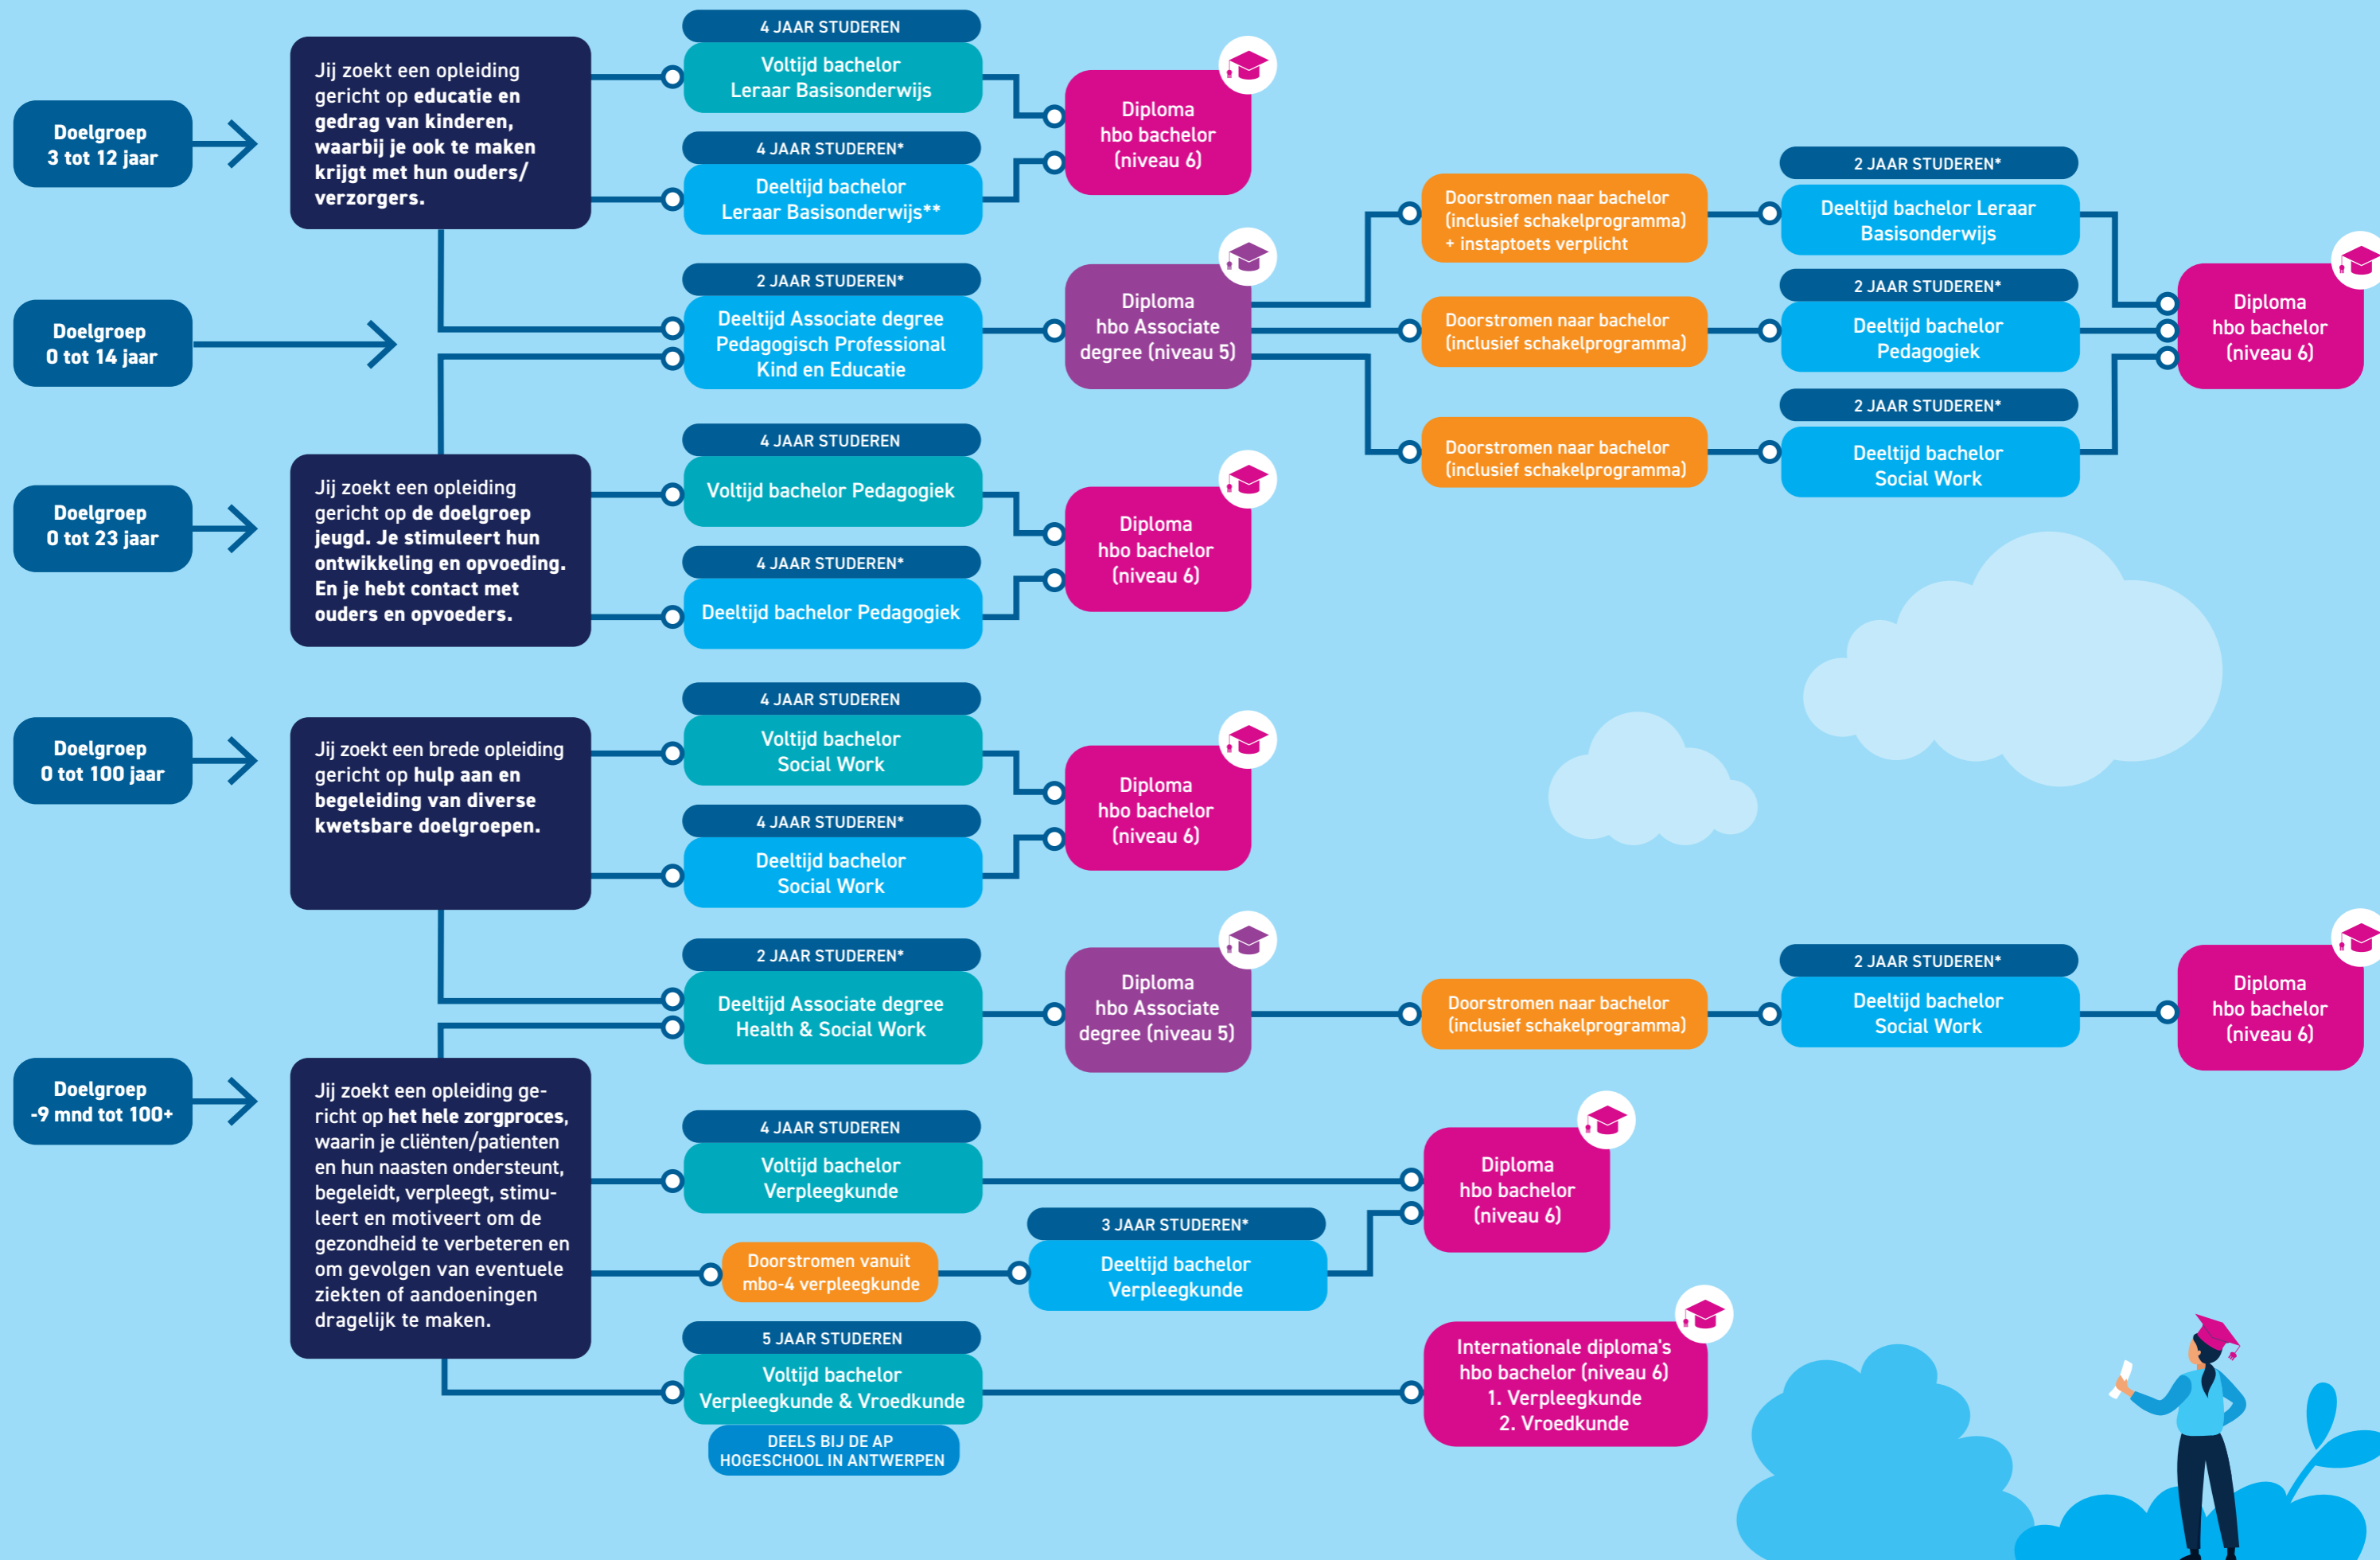 Doelgroep
3 tot 12 jaar
Jij zoekt een opleiding
gericht op educatie en
gedrag van kinderen,
waarbij je ook te maken
krijgt met hun ouders/
verzorgers.
4 JAAR STUDEREN
Voltijd bachelor
Leraar Basisonderwijs
4 JAAR STUDEREN*
Deeltijd bachelor
Leraar Basisonderwijs**
Diploma
hbo bachelor
(niveau 6)
Doelgroep
0 tot 14 jaar
2 JAAR STUDEREN*
Deeltijd Associate degree
Pedagogisch Professional
Kind en Educatie
Diploma
hbo Associate
degree (niveau 5)
Doorstromen naar bachelor
(inclusief schakelprogramma)
+ instaptoets verplicht
2 JAAR STUDEREN*
Deeltijd bachelor Leraar
Basisonderwijs
Doorstromen naar bachelor
(inclusief schakelprogramma)
2 JAAR STUDEREN*
Deeltijd bachelor
Pedagogiek
Doorstromen naar bachelor
(inclusief schakelprogramma)
2 JAAR STUDEREN*
Deeltijd bachelor
Social Work
Diploma
hbo bachelor
(niveau 6)
Doelgroep
0 tot 23 jaar
Jij zoekt een opleiding
gericht op de doelgroep
jeugd. Je stimuleert hun
ontwikkeling en opvoeding.
En je hebt contact met
ouders en opvoeders.
4 JAAR STUDEREN
Voltijd bachelor Pedagogiek
4 JAAR STUDEREN*
Deeltijd bachelor Pedagogiek
Diploma
hbo bachelor
(niveau 6)
Doelgroep
0 tot 100 jaar
Jij zoekt een brede opleiding
gericht op hulp aan en
begeleiding van diverse
kwetsbare doelgroepen.
4 JAAR STUDEREN
Voltijd bachelor
Social Work
4 JAAR STUDEREN*
Deeltijd bachelor
Social Work
Diploma
hbo bachelor
(niveau 6)
2 JAAR STUDEREN*
Deeltijd Associate degree
Health & Social Work
Diploma
hbo Associate
degree (niveau 5)
Doorstromen naar bachelor
(inclusief schakelprogramma)
2 JAAR STUDEREN*
Deeltijd bachelor
Social Work
Diploma
hbo bachelor
(niveau 6)
Doelgroep
-9 mnd tot 100+
Jij zoekt een opleiding ge-
richt op het hele zorgproces,
waarin je cliënten/patienten
en hun naasten ondersteunt,
begeleidt, verpleegt, stimu-
leert en motiveert om de
gezondheid te verbeteren en
om gevolgen van eventuele
ziekten of aandoeningen
dragelijk te maken.
4 JAAR STUDEREN
Voltijd bachelor
Verpleegkunde
Doorstromen vanuit
mbo-4 verpleegkunde
3 JAAR STUDEREN*
Deeltijd bachelor
Verpleegkunde
Diploma
hbo bachelor
(niveau 6)
5 JAAR STUDEREN
Voltijd bachelor
Verpleegkunde & Vroedkunde
DEELS BIJ DE AP
HOGESCHOOL IN ANTWERPEN
Internationale diploma's
hbo bachelor (niveau 6)
1. Verpleegkunde
2. Vroedkunde